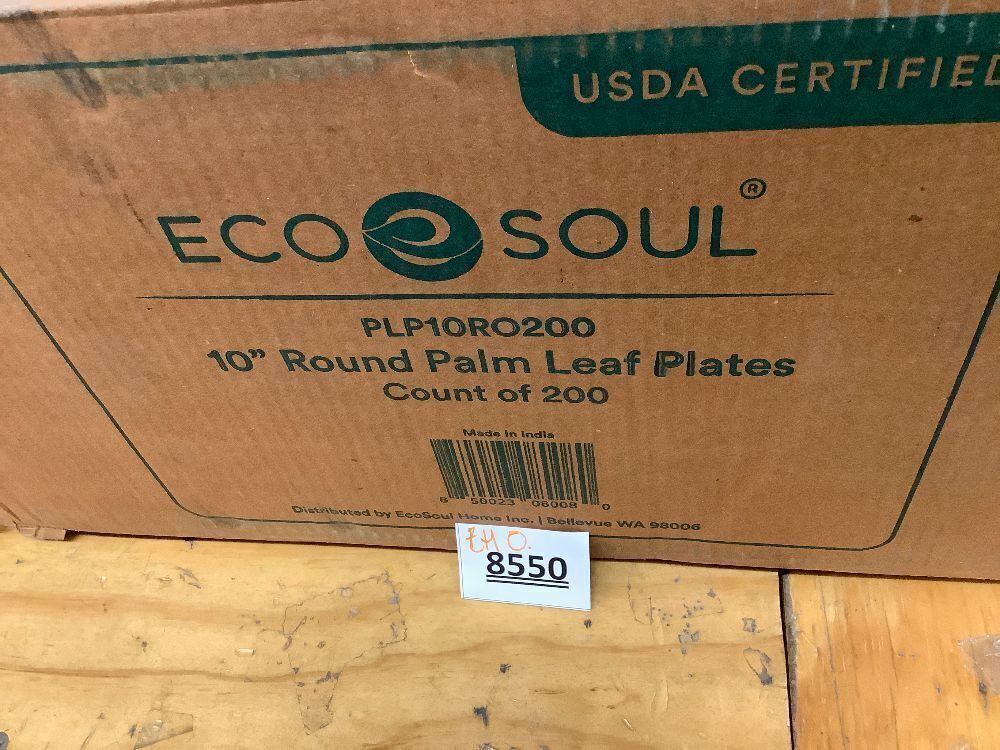 USDA CERTIFIED
ECO SOUL®
PLP10RO200
10” Round Palm Leaf Plates
Count of 200
Made in India
8 50023 08008 0
Distributed by EcoSoul Home Inc. | Bellevue WA 98006
8550